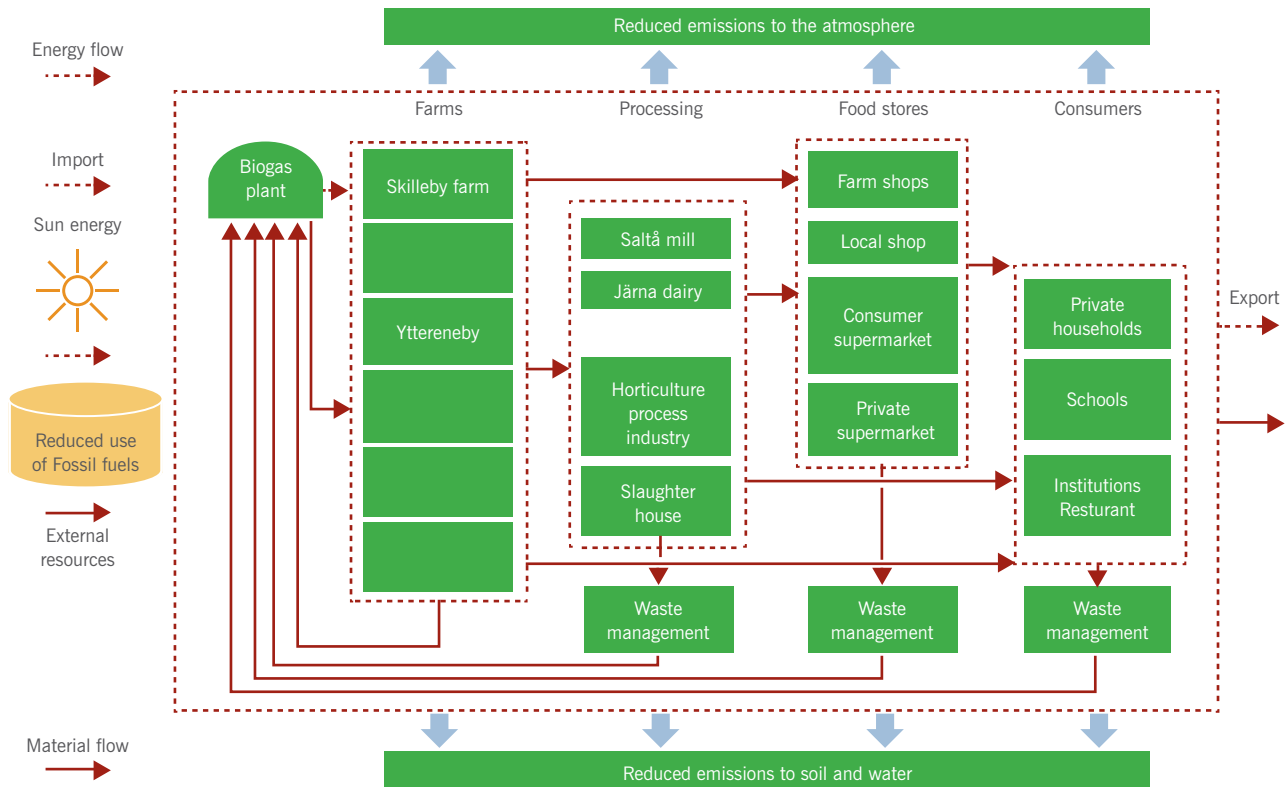 Reduced emissions to the atmosphere
Energy flow
Farms
Processing
Food stores
Consumers
Import
Biogas
plant
Skilleby farm
Farm shops
Sun energy
Saltå mill
Local shop
Järna dairy
Private
households
Export
Yttereneby
Consumer
supermarket
Horticulture
process
industry
Schools
Private
supermarket
Reduced use
of Fossil fuels
Slaughter
house
Institutions
Resturant
External
resources
Waste
management
Waste
management
Waste
management
Material flow
Reduced emissions to soil and water